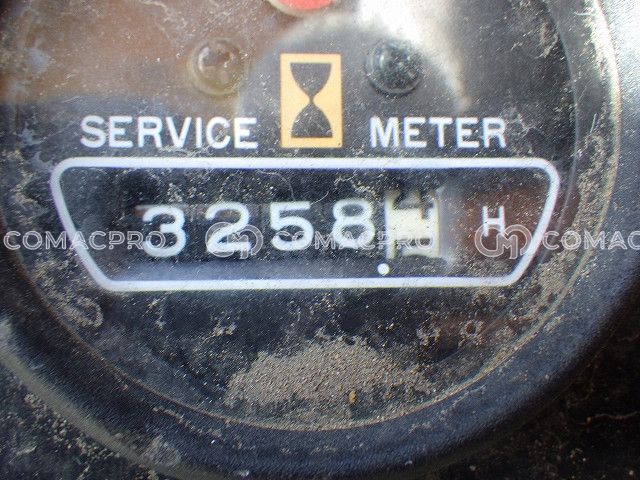 SERVICE METER
3258 H
COMACPRO COMACPRO COMACPRO